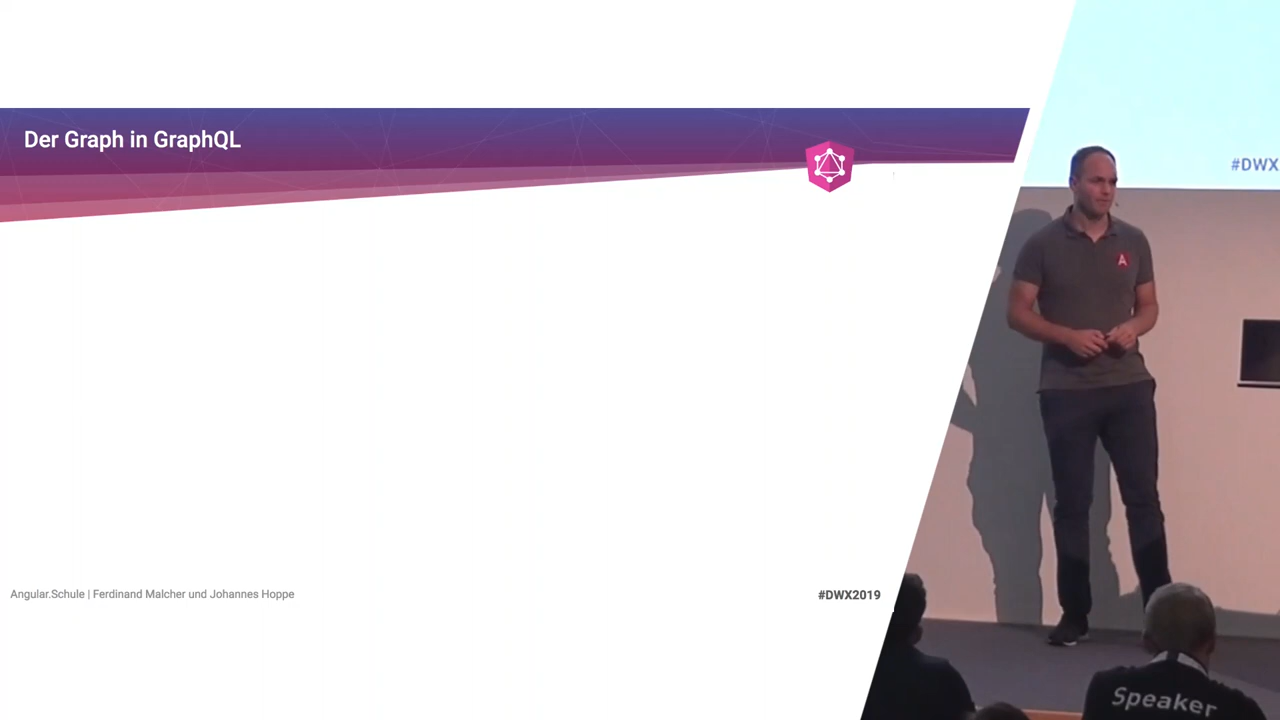 Der Graph in GraphQL
#DWX
A
Angular.Schule | Ferdinand Malcher und Johannes Hoppe
#DWX2019
Speaker